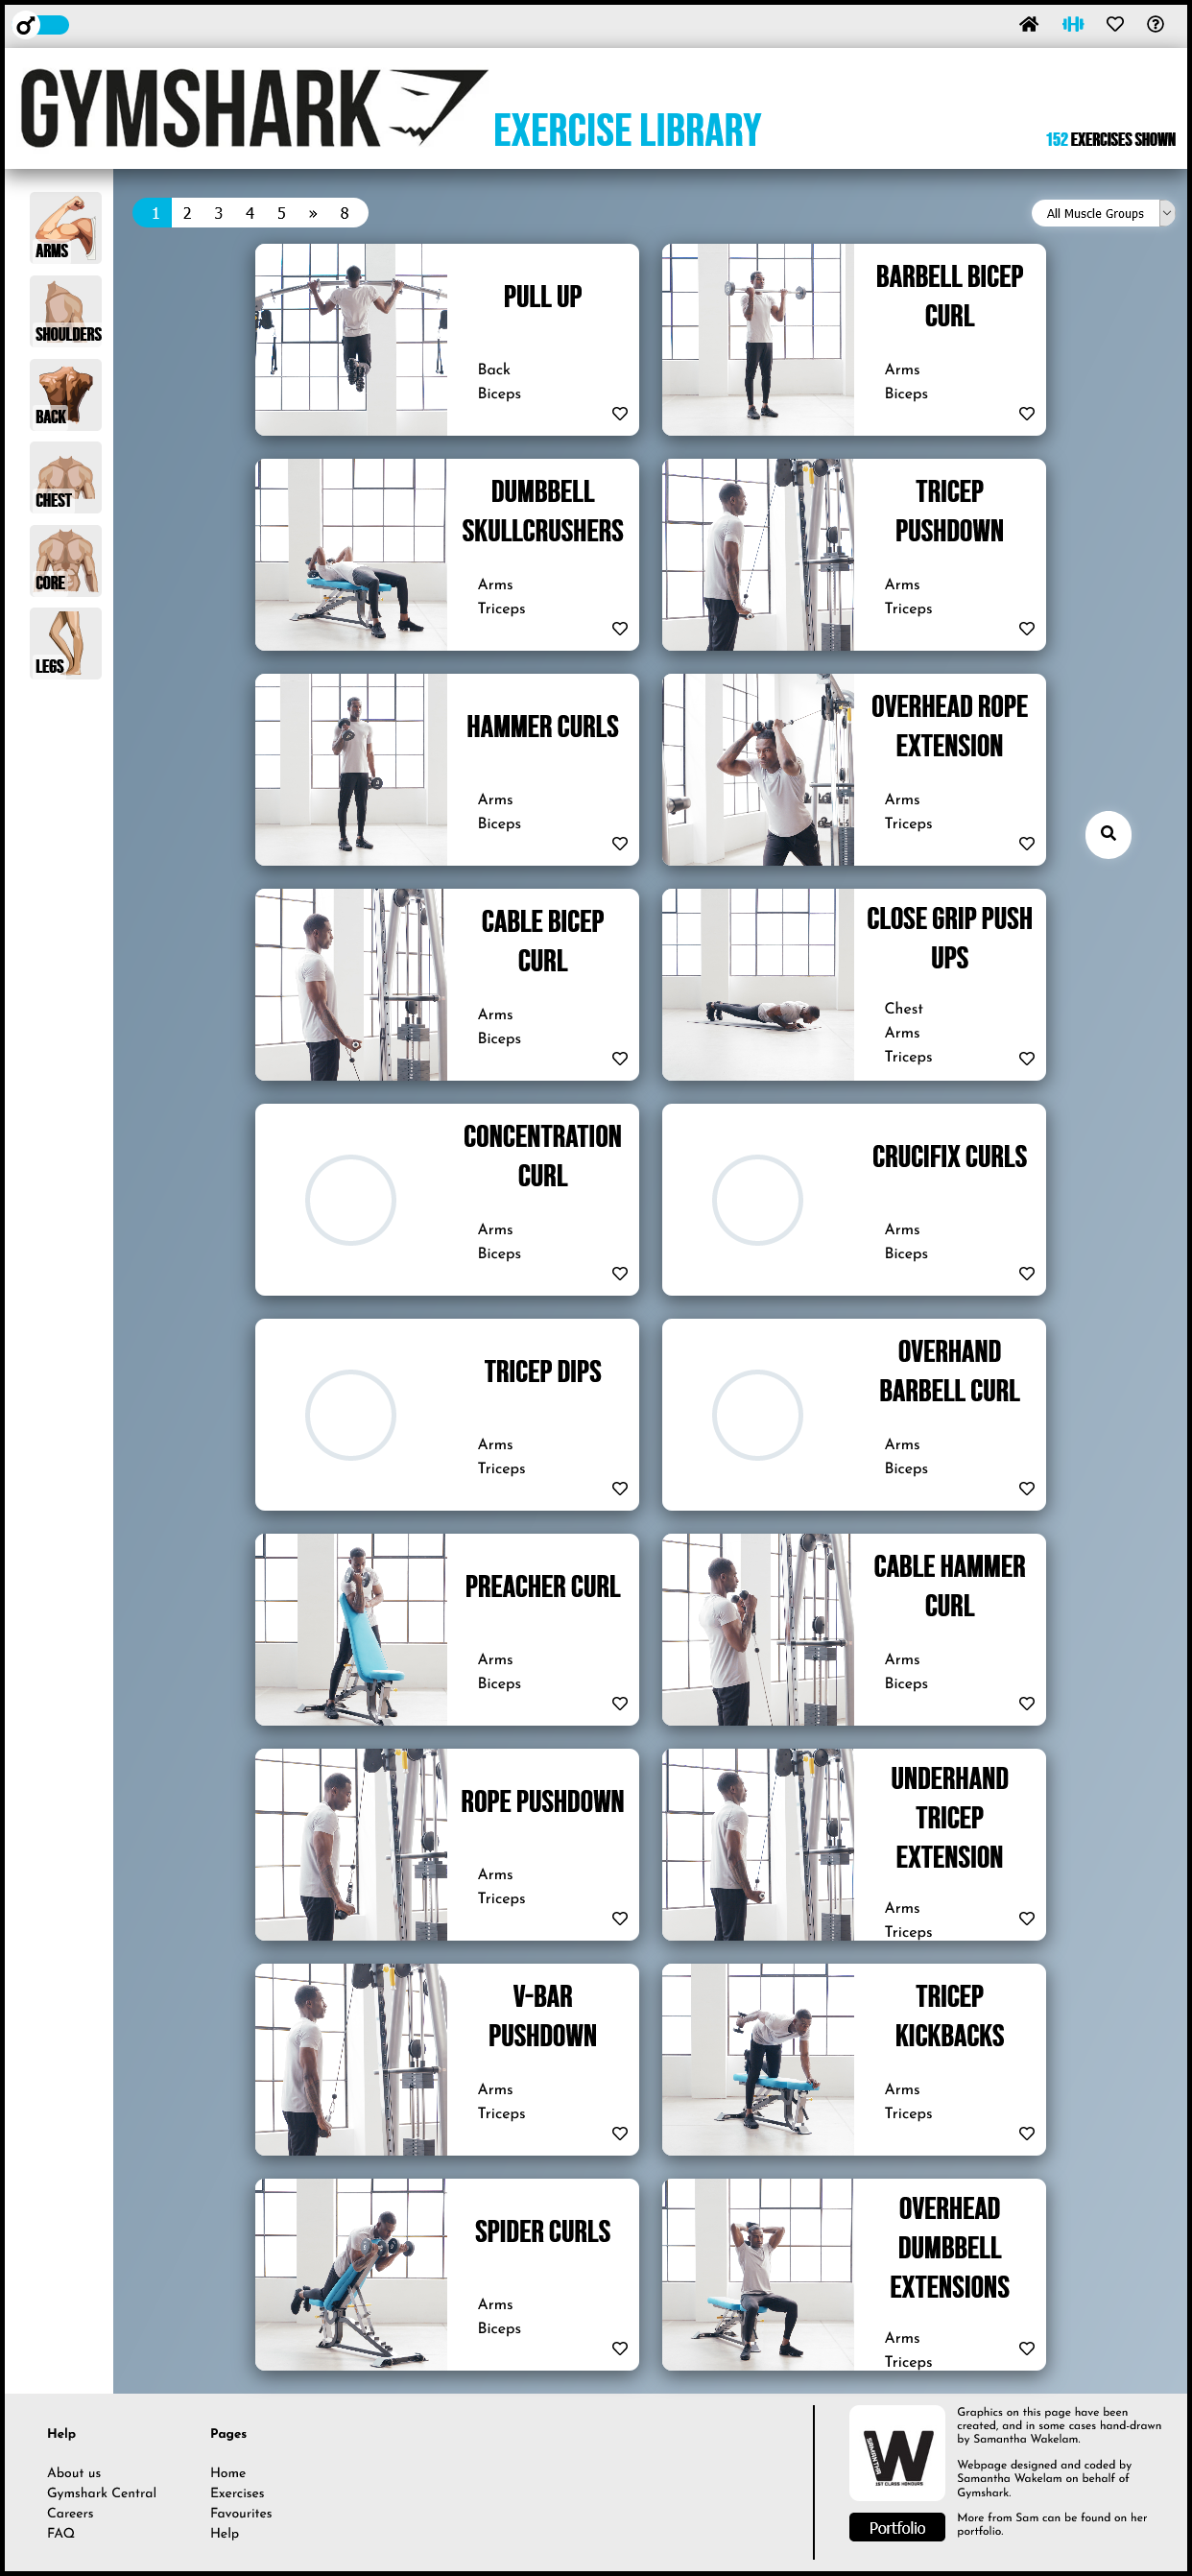 GYMSHARK
EXERCISE LIBRARY
152 EXERCISES SHOWN
ARMS
SHOULDERS
BACK
CHEST
CORE
LEGS
1 2 3 4 5 » 8
All Muscle Groups
PULL UP
Back
Biceps
BARBELL BICEP
CURL
Arms
Biceps
DUMBBELL
SKULLCRUSHERS
Arms
Triceps
TRICEP
PUSHDOWN
Arms
Triceps
HAMMER CURLS
Arms
Biceps
OVERHEAD ROPE
EXTENSION
Arms
Triceps
CABLE BICEP
CURL
Arms
Biceps
CLOSE GRIP PUSH
UPS
Chest
Arms
Triceps
CONCENTRATION
CURL
Arms
Biceps
CRUCIFIX CURLS
Arms
Biceps
TRICEP DIPS
Arms
Triceps
OVERHAND
BARBELL CURL
Arms
Biceps
PREACHER CURL
Arms
Biceps
CABLE HAMMER
CURL
Arms
Biceps
ROPE PUSHDOWN
Arms
Triceps
UNDERHAND
TRICEP
EXTENSION
Arms
Triceps
V-BAR
PUSHDOWN
Arms
Triceps
TRICEP
KICKBACKS
Arms
Triceps
SPIDER CURLS
Arms
Biceps
OVERHEAD
DUMBBELL
EXTENSIONS
Arms
Triceps
Help
About us
Gymshark Central
Careers
FAQ
Pages
Home
Exercises
Favourites
Help
SAMANTHA
W
1ST CLASS HONOURS
Portfolio
Graphics on this page have been
created, and in some cases hand-drawn
by Samantha Wakelam.
Webpage designed and coded by
Samantha Wakelam on behalf of
Gymshark.
More from Sam can be found on her
portfolio.